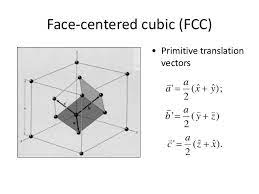 Face-centered cubic (FCC)
• Primitive translation
vectors
a⃗' = a/2 (x̂ + ŷ);
b⃗' = a/2 (ŷ + ẑ)
c⃗' = a/2 (ẑ + x̂).